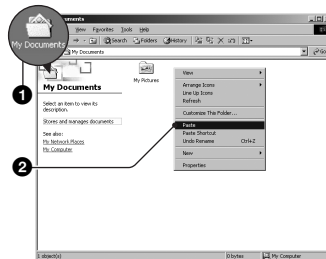 My Documents
View Favorites Tools Help
Search Folders History
My Documents
Go
1
My Documents
Select an item to view its
description.
Stores and manages documents
See also:
My Network Places
My Computer
My Pictures
View
Arrange Icons
Line Up Icons
Refresh
Customize This Folder...
Paste
Paste Shortcut
Undo Rename Ctrl+Z
New
Properties
2
1 object(s)
0 bytes
My Computer